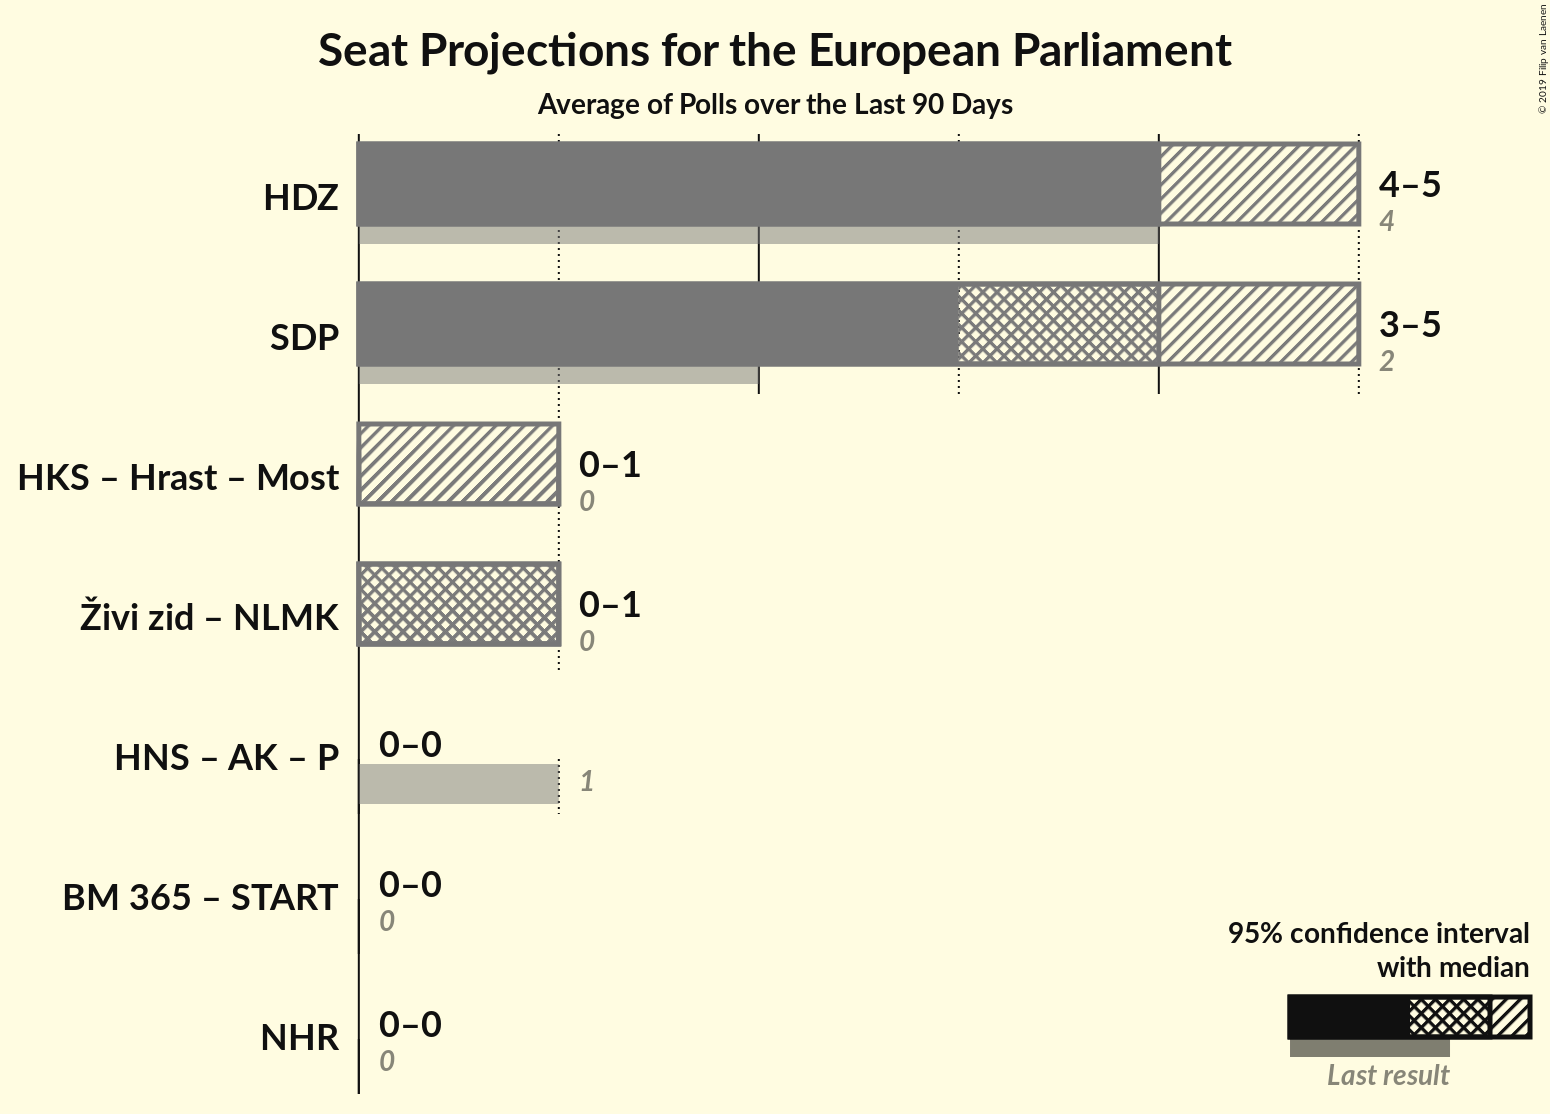 Seat Projections for the European Parliament
Average of Polls over the Last 90 Days
© 2019 Filip van Laenen
HDZ
4–5
4
SDP
3–5
2
HKS – Hrast – Most
0–1
0
Živi zid – NLMK
0–1
0
HNS – AK – P
0–0
1
BM 365 – START
0–0
0
NHR
0–0
0
95% confidence interval
with median
Last result